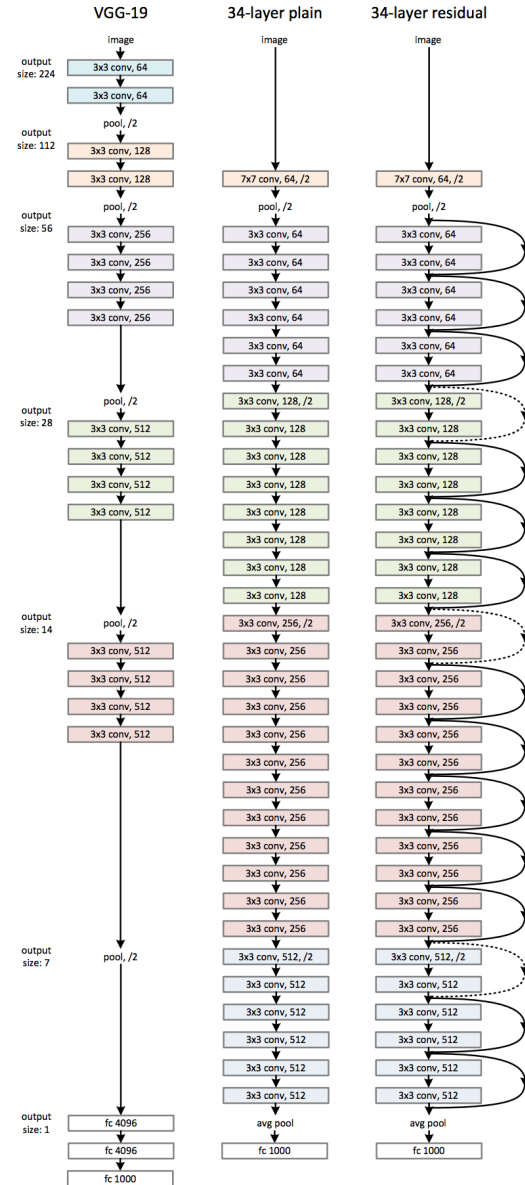 output
size: 224
output
size: 112
output
size: 56
output
size: 28
output
size: 14
output
size: 7
output
size: 1
VGG-19
image
3x3 conv, 64
3x3 conv, 64
pool, /2
3x3 conv, 128
3x3 conv, 128
pool, /2
3x3 conv, 256
3x3 conv, 256
3x3 conv, 256
3x3 conv, 256
pool, /2
3x3 conv, 512
3x3 conv, 512
3x3 conv, 512
3x3 conv, 512
pool, /2
3x3 conv, 512
3x3 conv, 512
3x3 conv, 512
3x3 conv, 512
pool, /2
fc 4096
fc 4096
fc 1000
34-layer plain
image
7x7 conv, 64, /2
pool, /2
3x3 conv, 64
3x3 conv, 64
3x3 conv, 64
3x3 conv, 64
3x3 conv, 64
3x3 conv, 64
3x3 conv, 128, /2
3x3 conv, 128
3x3 conv, 128
3x3 conv, 128
3x3 conv, 128
3x3 conv, 128
3x3 conv, 128
3x3 conv, 128
3x3 conv, 256, /2
3x3 conv, 256
3x3 conv, 256
3x3 conv, 256
3x3 conv, 256
3x3 conv, 256
3x3 conv, 256
3x3 conv, 256
3x3 conv, 256
3x3 conv, 256
3x3 conv, 256
3x3 conv, 256
3x3 conv, 512, /2
3x3 conv, 512
3x3 conv, 512
3x3 conv, 512
3x3 conv, 512
3x3 conv, 512
avg pool
fc 1000
34-layer residual
image
7x7 conv, 64, /2
pool, /2
3x3 conv, 64
3x3 conv, 64
3x3 conv, 64
3x3 conv, 64
3x3 conv, 64
3x3 conv, 64
3x3 conv, 128, /2
3x3 conv, 128
3x3 conv, 128
3x3 conv, 128
3x3 conv, 128
3x3 conv, 128
3x3 conv, 128
3x3 conv, 128
3x3 conv, 256, /2
3x3 conv, 256
3x3 conv, 256
3x3 conv, 256
3x3 conv, 256
3x3 conv, 256
3x3 conv, 256
3x3 conv, 256
3x3 conv, 256
3x3 conv, 256
3x3 conv, 256
3x3 conv, 256
3x3 conv, 512, /2
3x3 conv, 512
3x3 conv, 512
3x3 conv, 512
3x3 conv, 512
3x3 conv, 512
avg pool
fc 1000